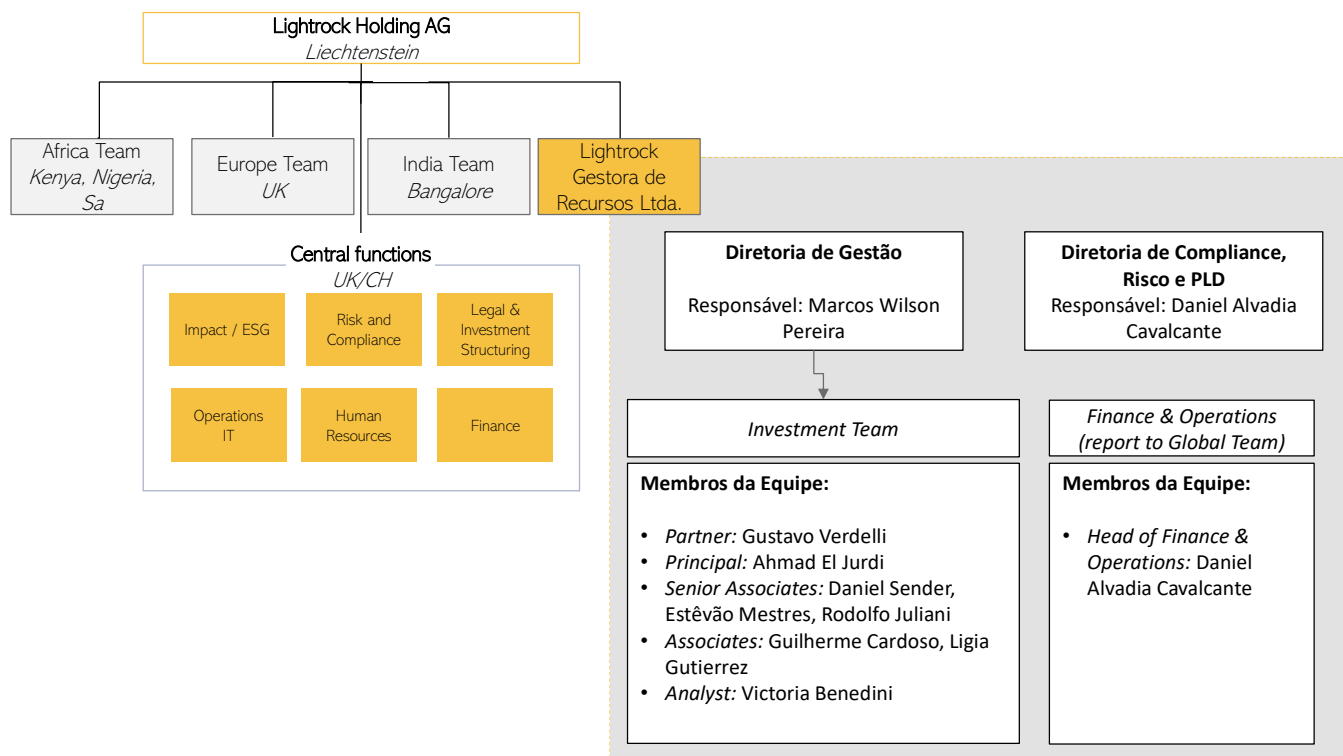 Lightrock Holding AG
Liechtenstein
Africa Team
Kenya, Nigeria,
Sa
Europe Team
UK
India Team
Bangalore
Lightrock
Gestora de
Recursos Ltda.
Central functions
UK/CH
Impact / ESG
Risk and
Compliance
Legal &
Investment
Structuring
Operations
IT
Human
Resources
Finance
Diretoria de Gestão
Responsável: Marcos Wilson
Pereira
Diretoria de Compliance,
Risco e PLD
Responsável: Daniel Alvadia
Cavalcante
Investment Team
Finance & Operations
(report to Global Team)
Membros da Equipe:
• Partner: Gustavo Verdelli
• Principal: Ahmad El Jurdi
• Senior Associates: Daniel Sender,
Estêvão Mestres, Rodolfo Juliani
• Associates: Guilherme Cardoso, Ligia
Gutierrez
• Analyst: Victoria Benedini
Membros da Equipe:
• Head of Finance &
Operations: Daniel
Alvadia Cavalcante